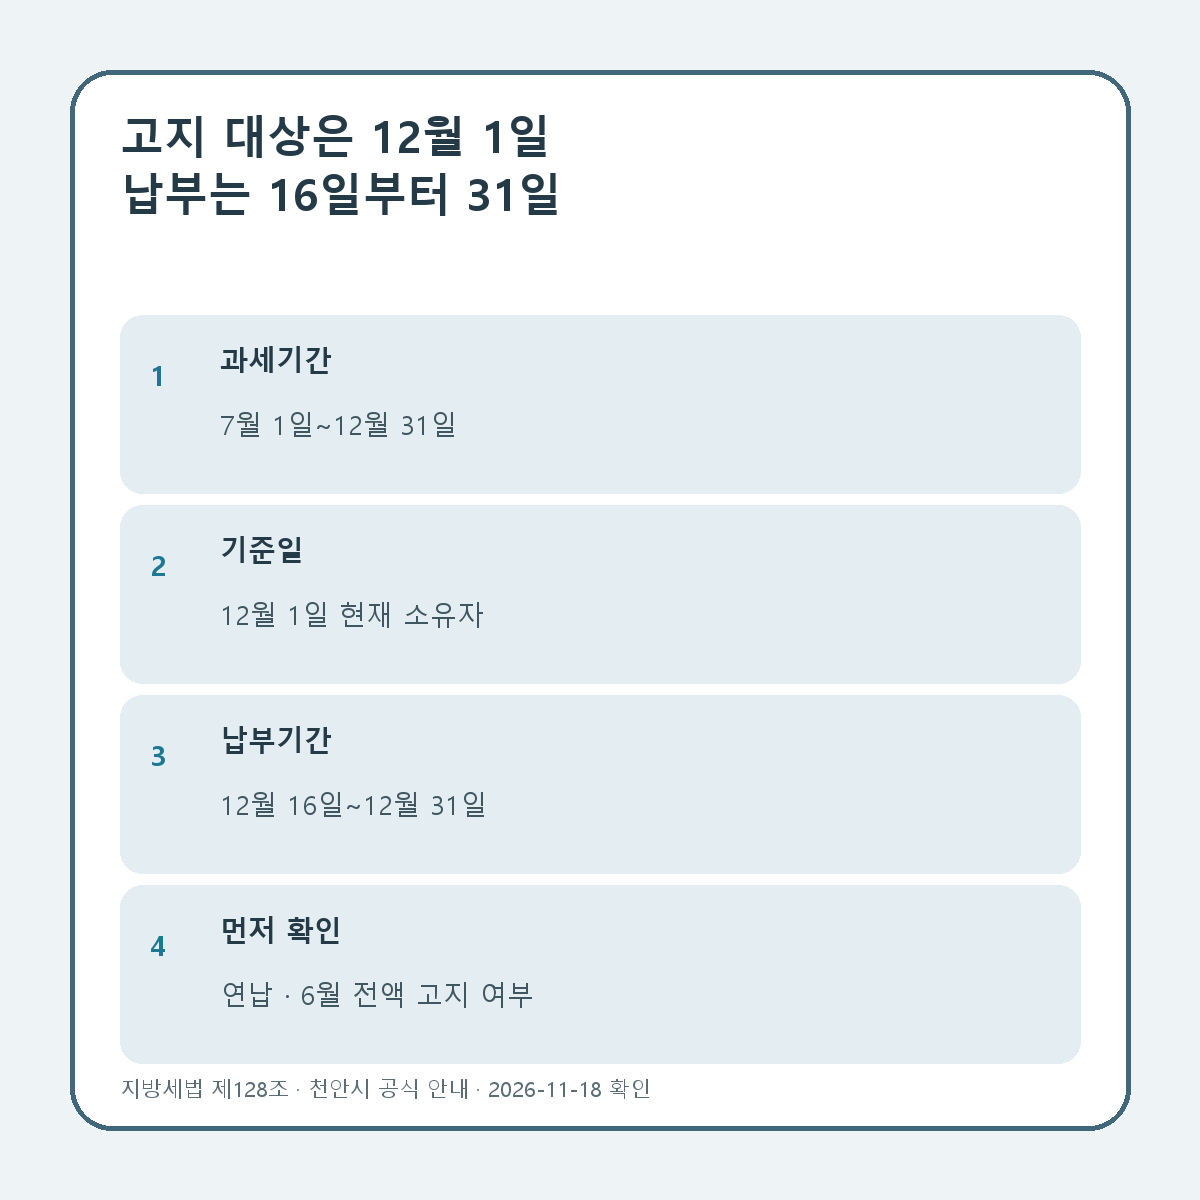 고지 대상은 12월 1일
납부는 16일부터 31일
1
과세기간
7월 1일~12월 31일
2
기준일
12월 1일 현재 소유자
3
납부기간
12월 16일~12월 31일
4
먼저 확인
연납 · 6월 전액 고지 여부
지방세법 제128조 · 천안시 공식 안내 · 2026-11-18 확인